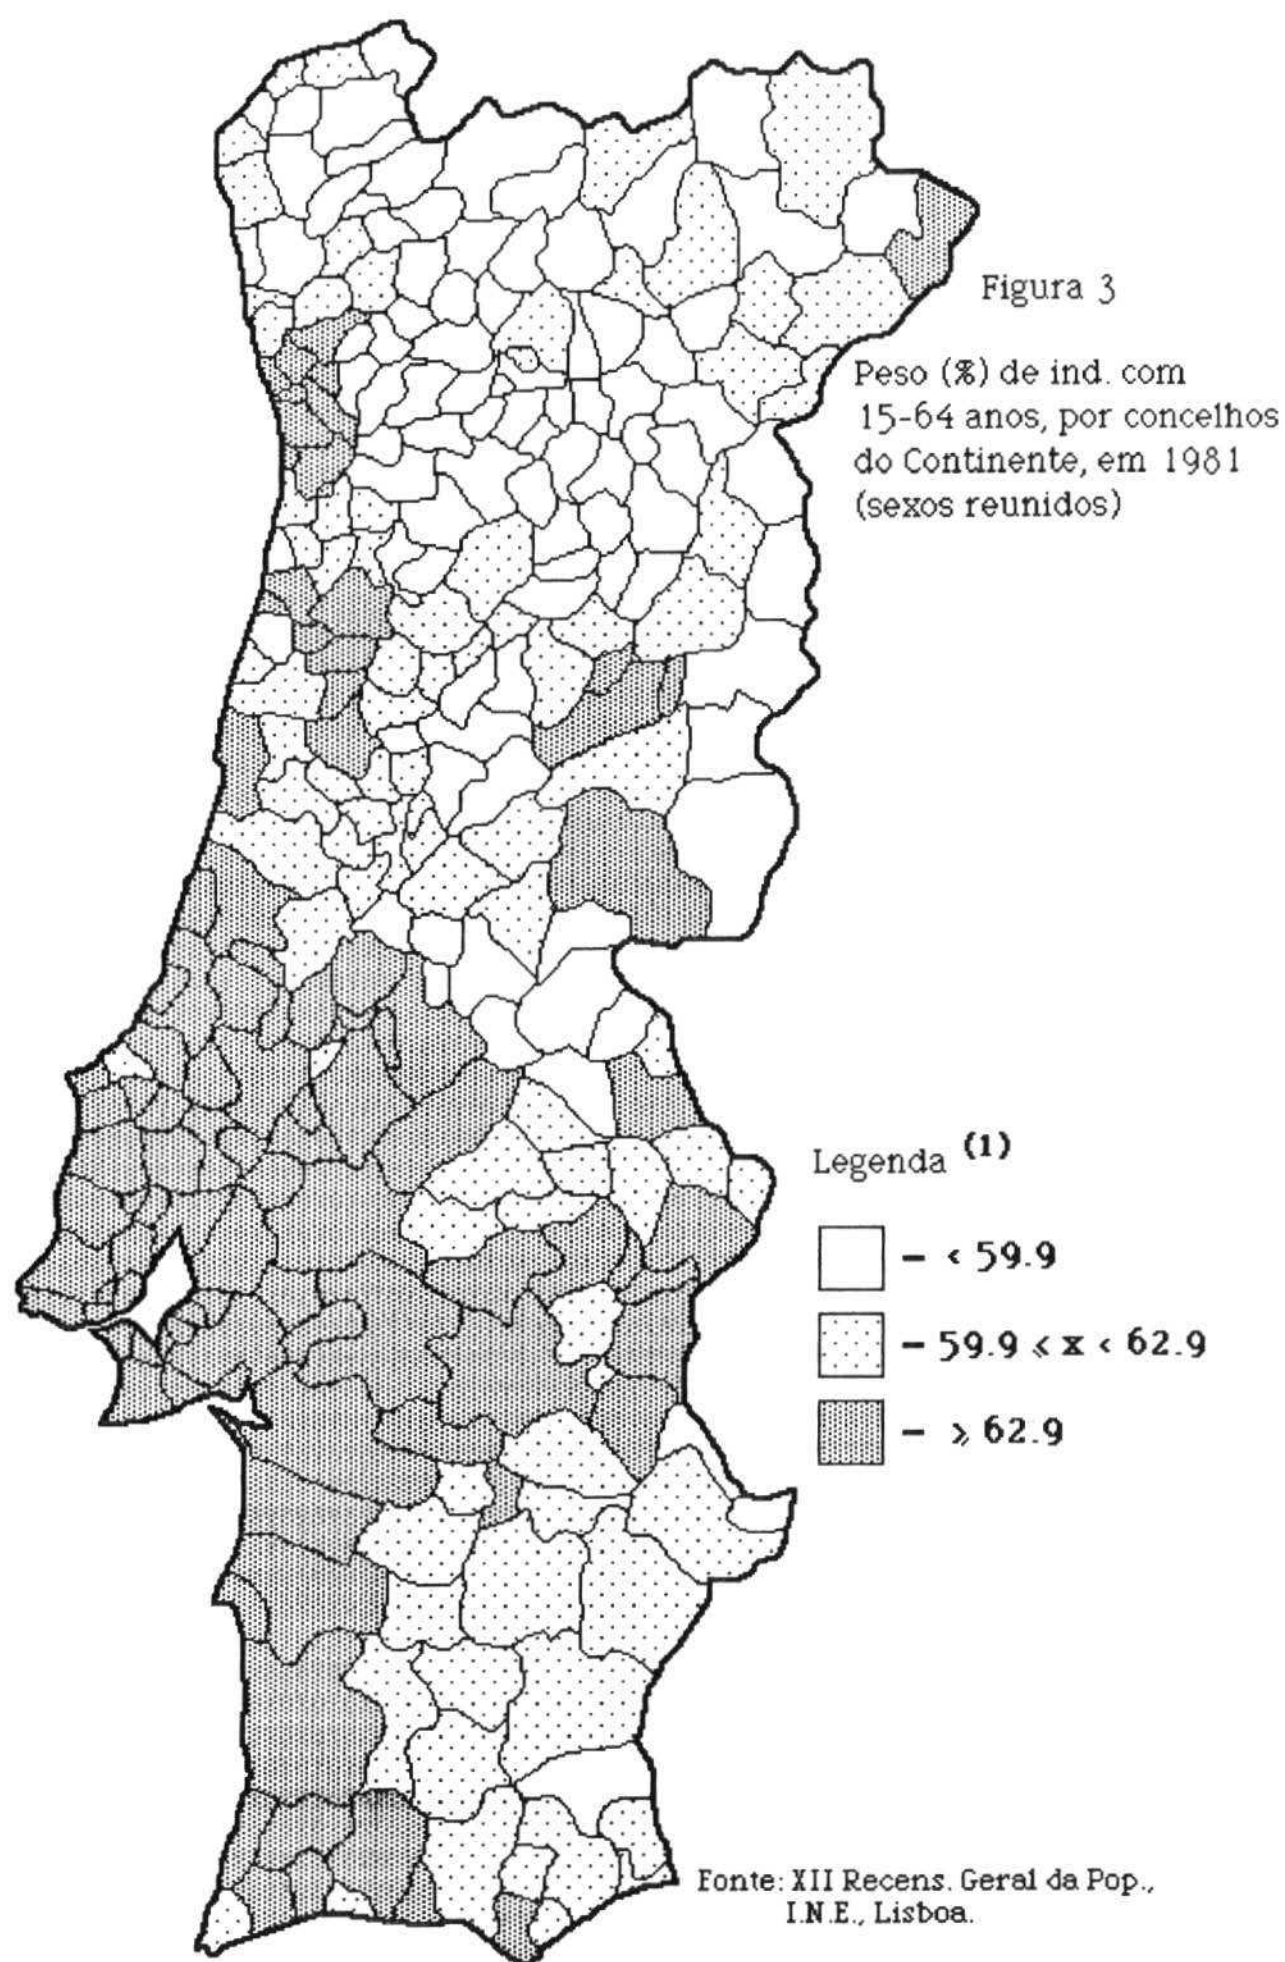 Figura 3
Peso (%) de ind. com
15-64 anos, por concelhos
do Continente, em 1981
(sexos reunidos)
Legenda (1)
- < 59.9
- 59.9 ⩽ x < 62.9
- ⩾ 62.9
Fonte: XII Recens. Geral da Pop.,
I.N.E., Lisboa.